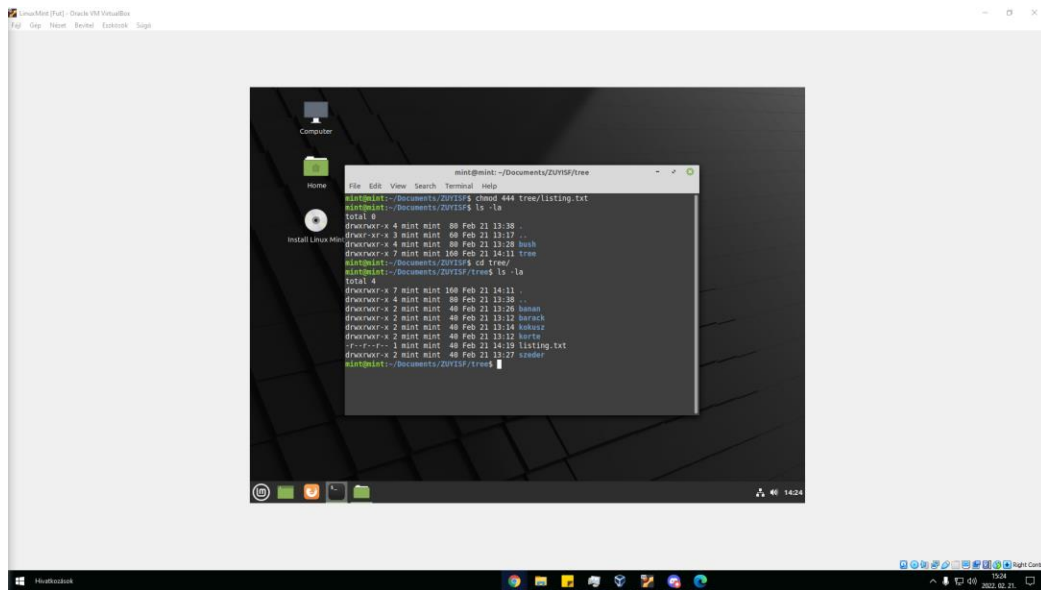 LinuxMint [Fut] - Oracle VM VirtualBox
Fájl Gép Nézet Bevitel Eszközök Súgó
Computer
Home
Install Linux Mint
mint@mint: ~/Documents/ZUYISF/tree
File Edit View Search Terminal Help
mint@mint:~/Documents/ZUYISF$ chmod 444 tree/listing.txt
mint@mint:~/Documents/ZUYISF$ ls -la
total 0
drwxrwxr-x 4 mint mint 80 Feb 21 13:38 .
drwxr-xr-x 3 mint mint 60 Feb 21 13:17 ..
drwxrwxr-x 4 mint mint 80 Feb 21 13:28 bush
drwxrwxr-x 7 mint mint 160 Feb 21 14:11 tree
mint@mint:~/Documents/ZUYISF$ cd tree/
mint@mint:~/Documents/ZUYISF/tree$ ls -la
total 4
drwxrwxr-x 7 mint mint 160 Feb 21 14:11 .
drwxrwxr-x 4 mint mint 80 Feb 21 13:38 ..
drwxrwxr-x 2 mint mint 40 Feb 21 13:26 banan
drwxrwxr-x 2 mint mint 40 Feb 21 13:12 barack
drwxrwxr-x 2 mint mint 40 Feb 21 13:14 kokusz
drwxrwxr-x 2 mint mint 40 Feb 21 13:12 korte
-r--r--r-- 1 mint mint 40 Feb 21 14:19 listing.txt
drwxrwxr-x 2 mint mint 40 Feb 21 13:27 szeder
mint@mint:~/Documents/ZUYISF/tree$
14:24
Right Cont
Hivatkozások
15:24
2022. 02. 21.